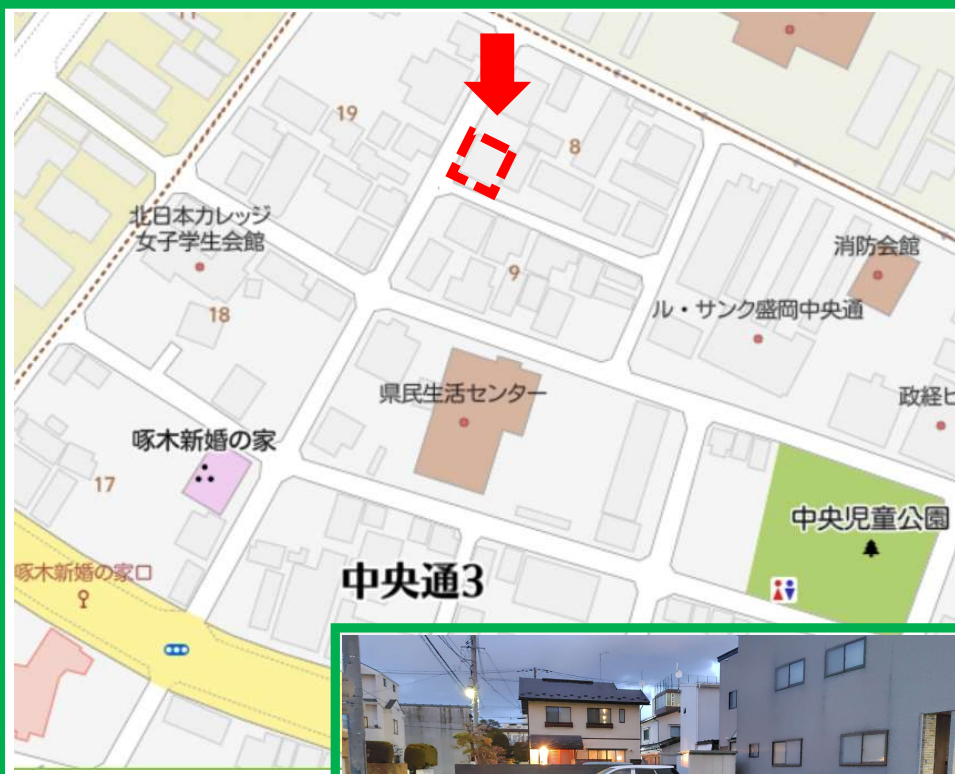 11
19
8
北日本カレッジ
女子学生会館
消防会館
9
18
ル・サンク盛岡中央通
県民生活センター
政経ビ
啄木新婚の家
17
中央児童公園
啄木新婚の家口
中央通3